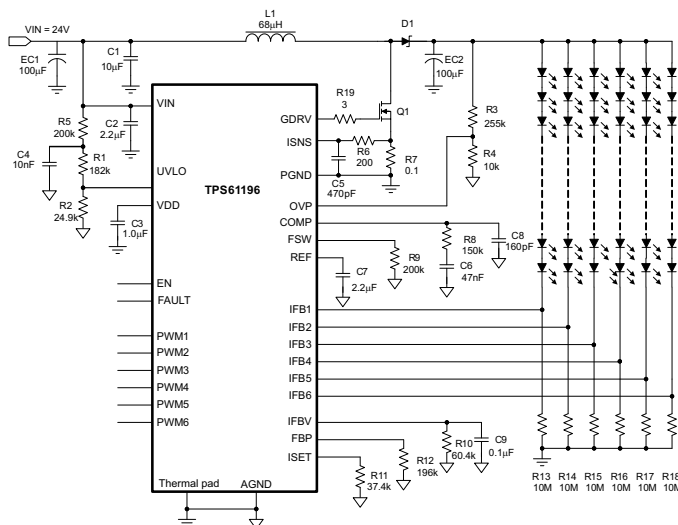 VIN = 24V
L1
68µH
D1
EC1
100µF
C1
10µF
EC2
100µF
VIN
R5
200k
C2
2.2µF
C4
10nF
R1
182k
UVLO
R2
24.9k
C3
1.0µF
VDD
TPS61196
GDRV
R19
3
Q1
ISNS
R6
200
R7
0.1
C5
470pF
PGND
R3
255k
R4
10k
OVP
COMP
R8
150k
C8
160pF
FSW
R9
200k
C6
47nF
REF
C7
2.2µF
EN
FAULT
IFB1
IFB2
PWM1
IFB3
PWM2
IFB4
PWM3
IFB5
PWM4
IFB6
PWM5
PWM6
IFBV
FBP
ISET
R10
60.4k
C9
0.1µF
R12
196k
R11
37.4k
Thermal pad
AGND
R13 R14 R15 R16 R17 R18
10M 10M 10M 10M 10M 10M